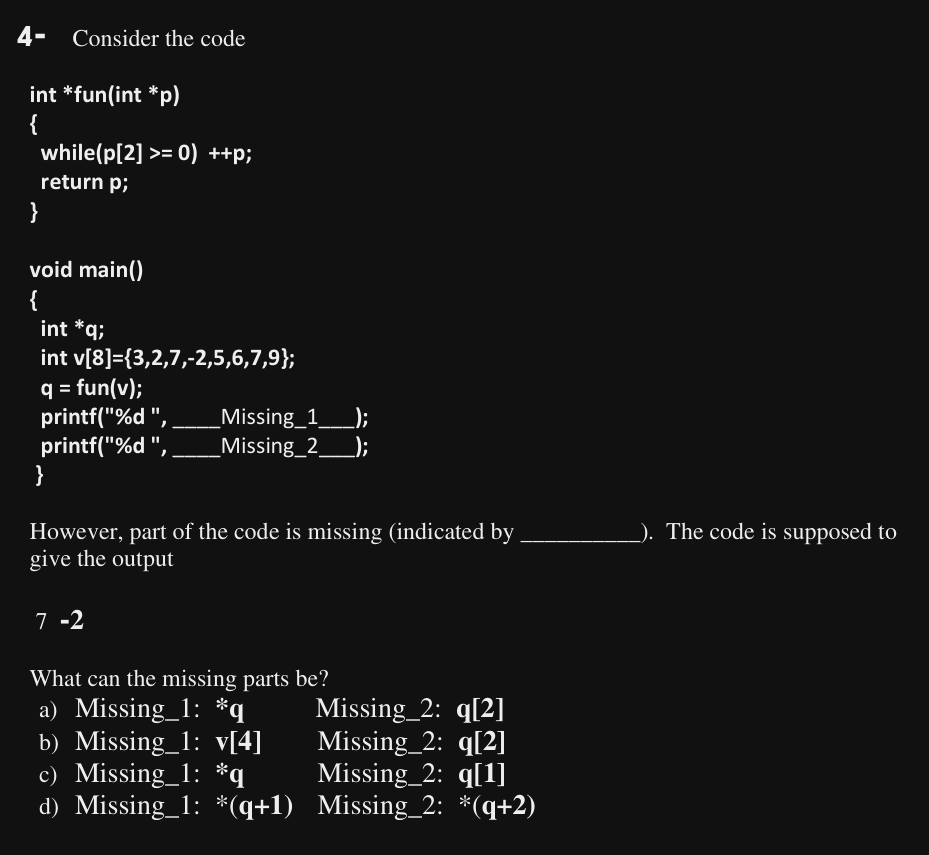 4- Consider the code
int *fun(int *p)
{
while(p[2] >= 0) ++p;
return p;
}
void main()
{
int *q;
int v[8]={3,2,7,-2,5,6,7,9};
q = fun(v);
printf("%d ", ____Missing_1___);
printf("%d ", ____Missing_2___);
}
However, part of the code is missing (indicated by __________). The code is supposed to
give the output
7 -2
What can the missing parts be?
a) Missing_1: *q Missing_2: q[2]
b) Missing_1: v[4] Missing_2: q[2]
c) Missing_1: *q Missing_2: q[1]
d) Missing_1: *(q+1) Missing_2: *(q+2)